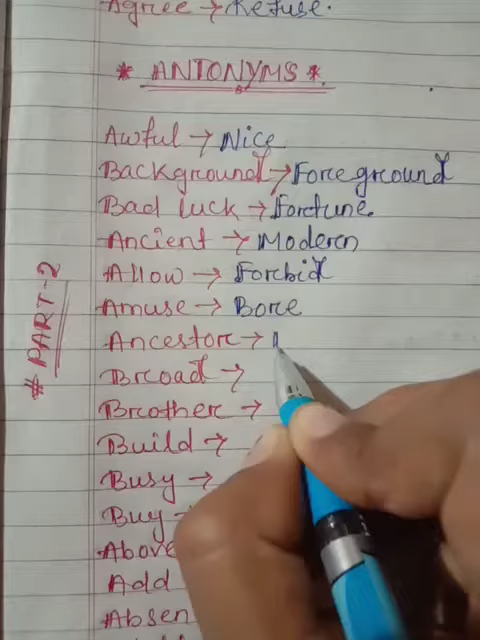 Agree → Refuse.
* ANTONYMS *
Awful → Nice
Background → Foreground
Bad luck → Fortune.
Ancient → Modern
Allow → Forbid
Amuse → Bore
Ancestor →
Broad →
Brother →
Build →
Busy →
Buy →
Above
Add
Absen
# PART-2